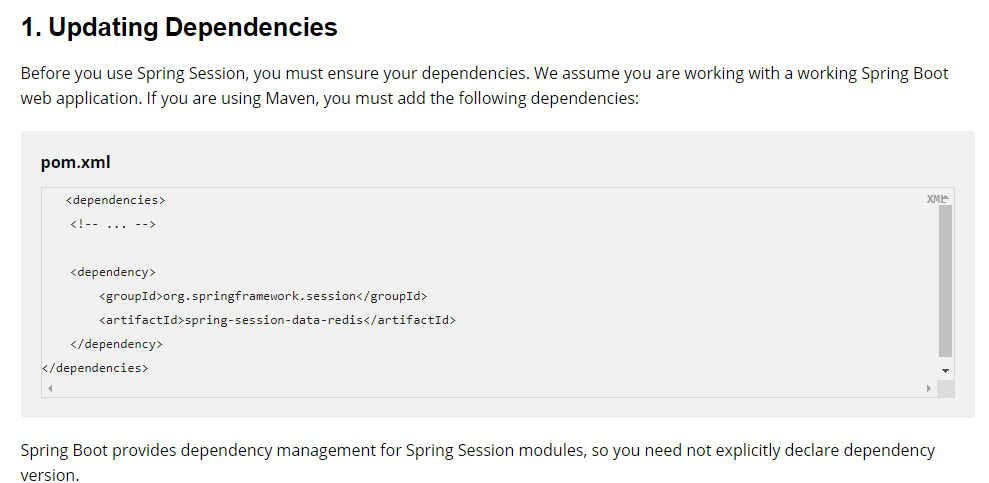 1. Updating Dependencies
Before you use Spring Session, you must ensure your dependencies. We assume you are working with a working Spring Boot
web application. If you are using Maven, you must add the following dependencies:
pom.xml
XML
<dependencies>
<!-- ... -->
<dependency>
<groupId>org.springframework.session</groupId>
<artifactId>spring-session-data-redis</artifactId>
</dependency>
</dependencies>
Spring Boot provides dependency management for Spring Session modules, so you need not explicitly declare dependency
version.